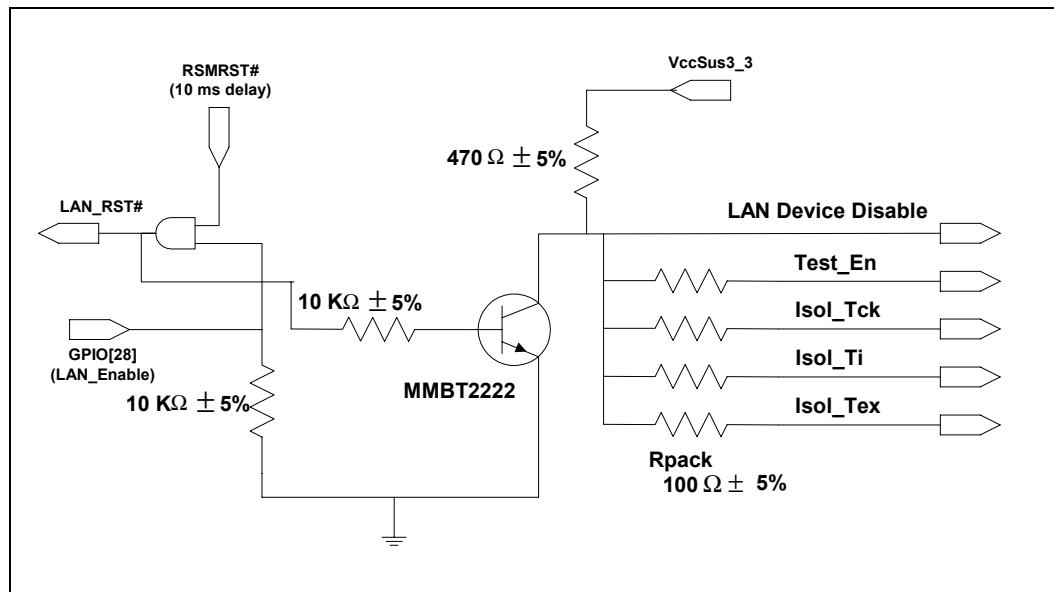 RSMRST#
(10 ms delay)
VccSus3_3
470 Ω ± 5%
LAN_RST#
LAN Device Disable
Test_En
10 KΩ ± 5%
Isol_Tck
GPIO[28]
(LAN_Enable)
Isol_Ti
10 KΩ ± 5%
MMBT2222
Isol_Tex
Rpack
100 Ω ± 5%